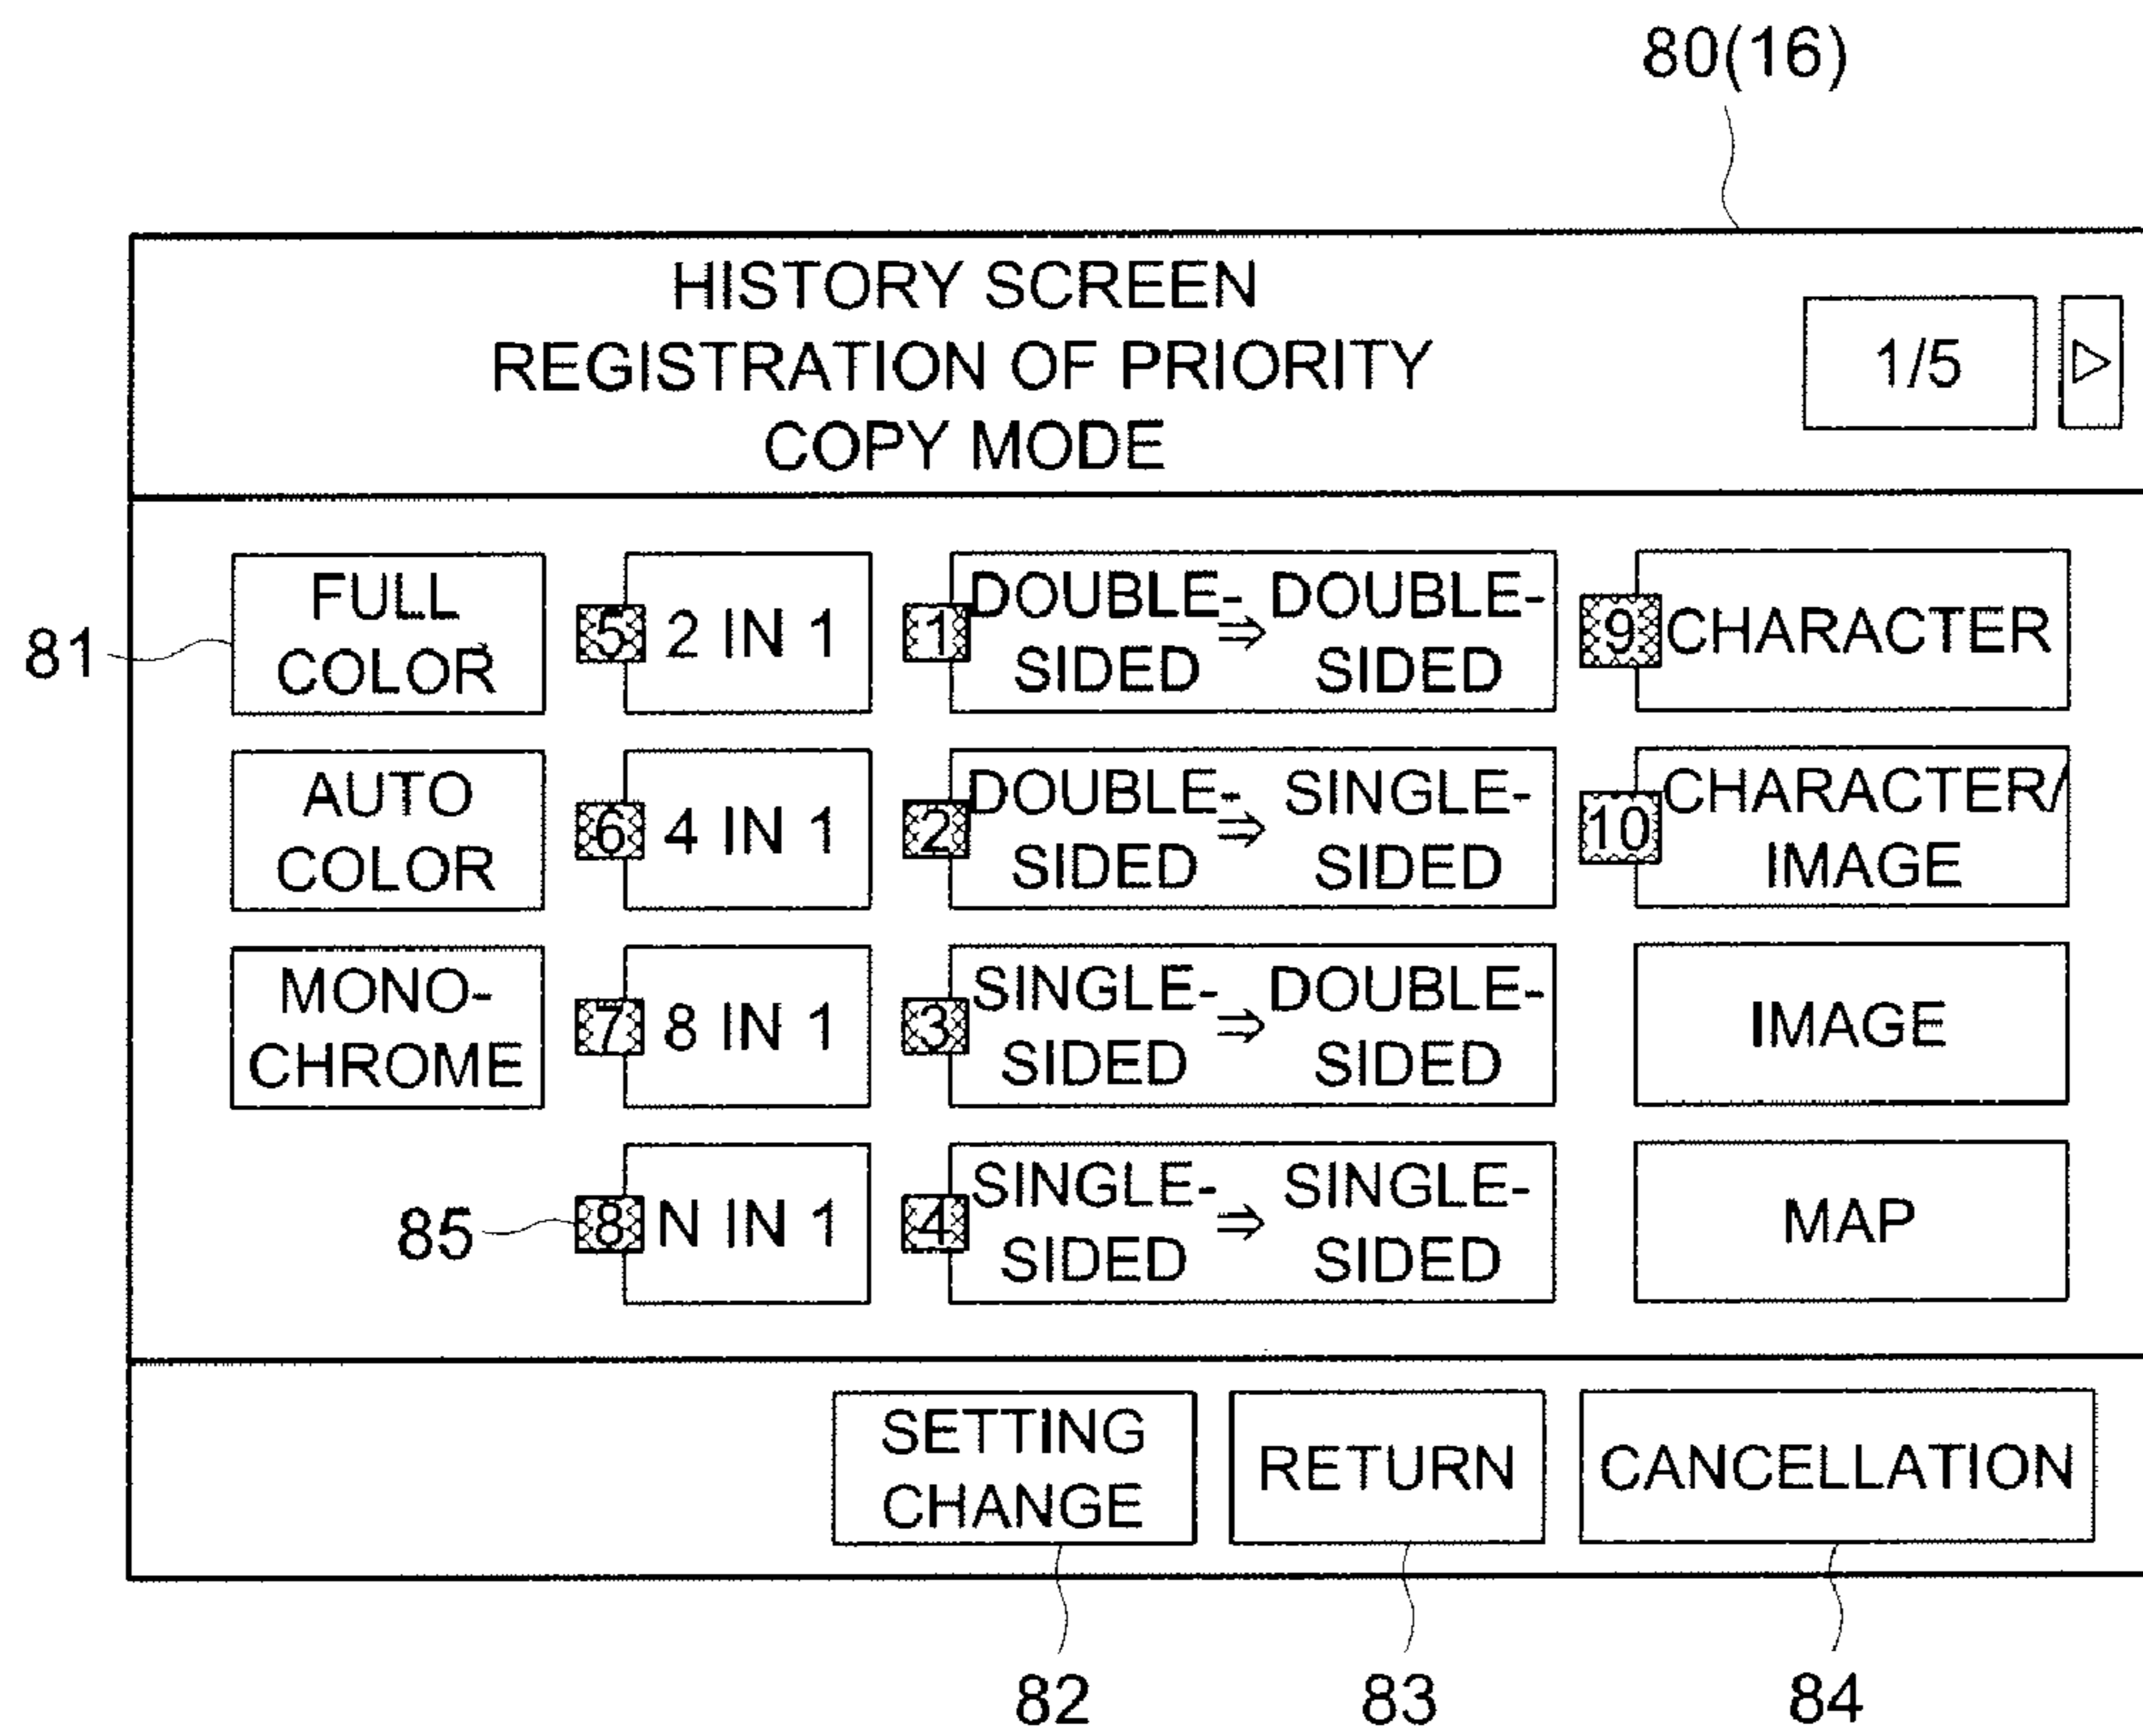 80(16)
HISTORY SCREEN
REGISTRATION OF PRIORITY
COPY MODE
1/5
81
FULL
COLOR
5
2 IN 1
1
DOUBLE-
SIDED
⇒
DOUBLE-
SIDED
9
CHARACTER
AUTO
COLOR
6
4 IN 1
2
DOUBLE-
SIDED
⇒
SINGLE-
SIDED
10
CHARACTER/
IMAGE
MONO-
CHROME
7
8 IN 1
3
SINGLE-
SIDED
⇒
DOUBLE-
SIDED
IMAGE
85
8
N IN 1
4
SINGLE-
SIDED
⇒
SINGLE-
SIDED
MAP
SETTING
CHANGE
RETURN
CANCELLATION
82
83
84